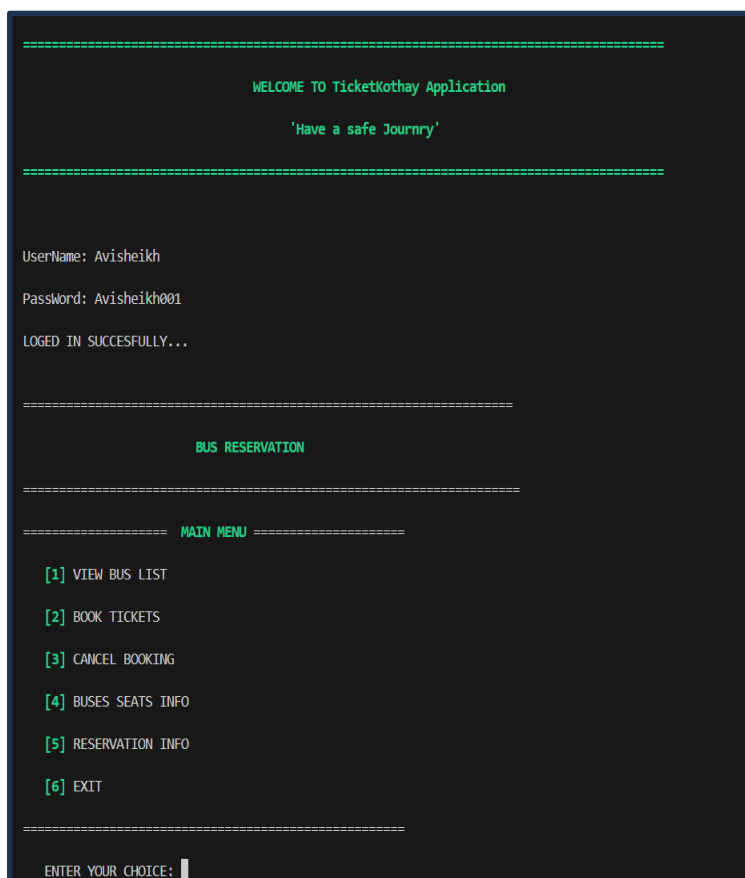 =========================================================================================
WELCOME TO TicketKothay Application
'Have a safe Journry'
=========================================================================================
UserName: Avisheikh
PassWord: Avisheikh001
LOGED IN SUCCESFULLY...
====================================================================
BUS RESERVATION
=====================================================================
==================== MAIN MENU =====================
[1] VIEW BUS LIST
[2] BOOK TICKETS
[3] CANCEL BOOKING
[4] BUSES SEATS INFO
[5] RESERVATION INFO
[6] EXIT
=====================================================
ENTER YOUR CHOICE: